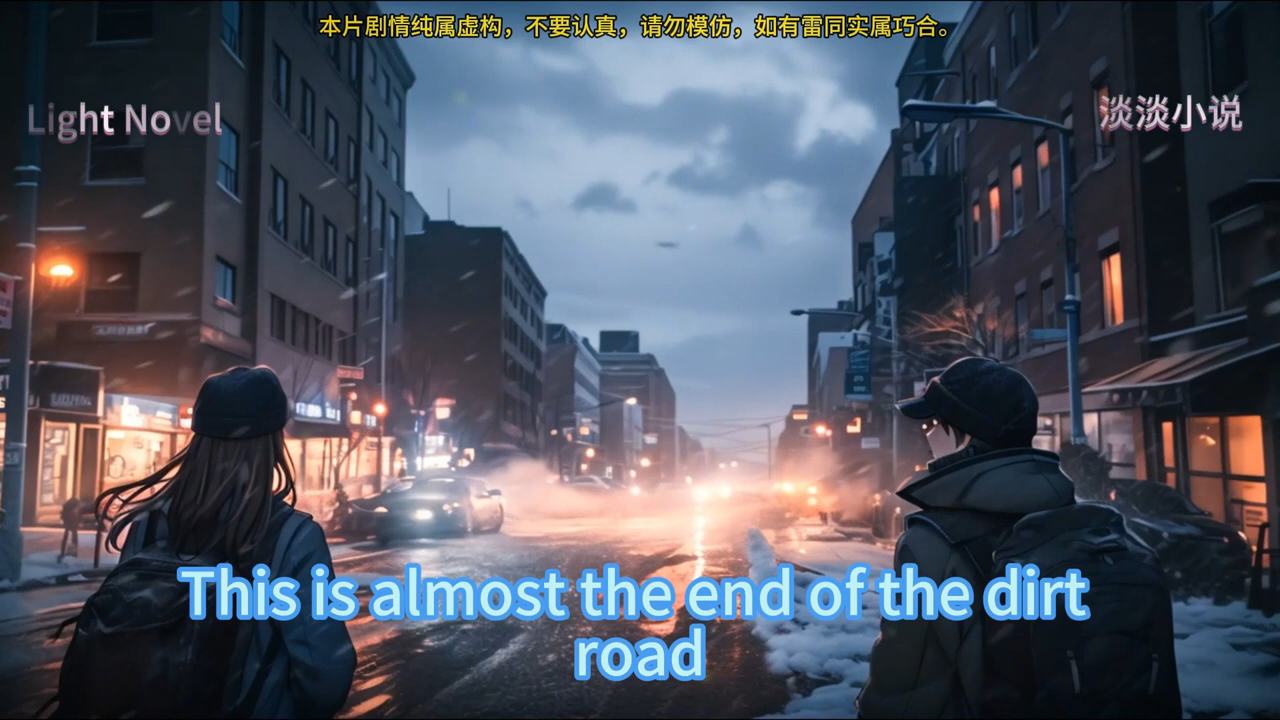 本片剧情纯属虚构，不要认真，请勿模仿，如有雷同实属巧合。
Light Novel
淡淡小说
This is almost the end of the dirt
road